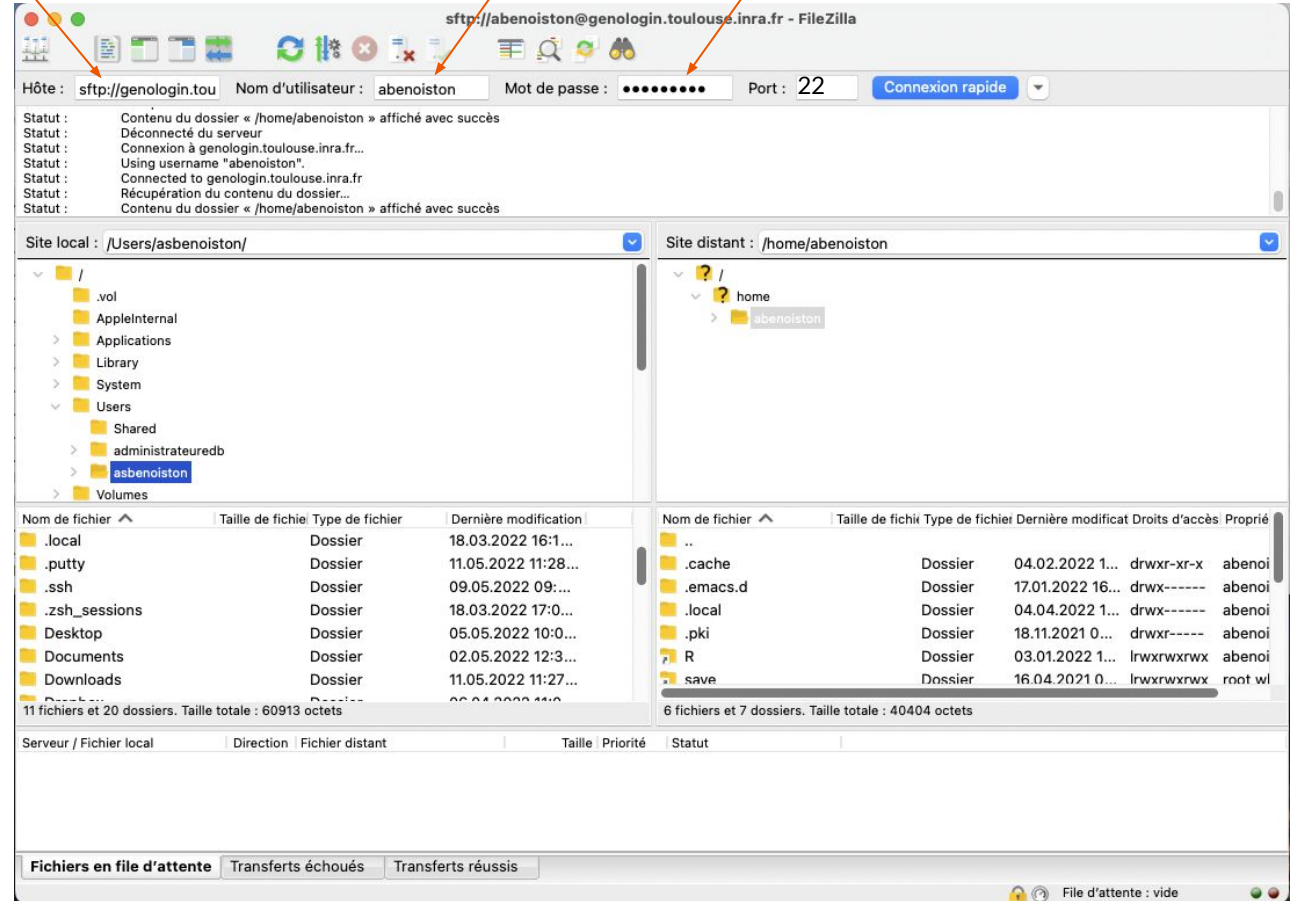 sftp://abenoiston@genologin.toulouse.inra.fr - FileZilla
Hôte : sftp://genologin.tou Nom d'utilisateur : abenoiston Mot de passe : ●●●●●●●●● Port : 22 Connexion rapide
Statut : Contenu du dossier « /home/abenoiston » affiché avec succès
Statut : Déconnecté du serveur
Statut : Connexion à genologin.toulouse.inra.fr...
Statut : Using username "abenoiston".
Statut : Connected to genologin.toulouse.inra.fr
Statut : Récupération du contenu du dossier...
Statut : Contenu du dossier « /home/abenoiston » affiché avec succès
Site local : /Users/asbenoiston/
/
.vol
AppleInternal
Applications
Library
System
Users
Shared
administrateuredb
asbenoiston
Volumes
Site distant : /home/abenoiston
/
home
abenoiston
Nom de fichier Taille de fichie Type de fichier Dernière modification
.local Dossier 18.03.2022 16:1...
.putty Dossier 11.05.2022 11:28...
.ssh Dossier 09.05.2022 09:...
.zsh_sessions Dossier 18.03.2022 17:0...
Desktop Dossier 05.05.2022 10:0...
Documents Dossier 02.05.2022 12:3...
Downloads Dossier 11.05.2022 11:27...
11 fichiers et 20 dossiers. Taille totale : 60913 octets
Nom de fichier Taille de fichi Type de fichier Dernière modificat Droits d'accès Proprié
..
.cache Dossier 04.02.2022 1... drwxr-xr-x abenoi
.emacs.d Dossier 17.01.2022 16... drwx------ abenoi
.local Dossier 04.04.2022 1... drwx------ abenoi
.pki Dossier 18.11.2021 0... drwxr----- abenoi
R Dossier 03.01.2022 1... lrwxrwxrwx abenoi
save Dossier 16.04.2021 0... lrwxrwxrwx root wl
6 fichiers et 7 dossiers. Taille totale : 40404 octets
Serveur / Fichier local Direction Fichier distant Taille Priorité Statut
Fichiers en file d'attente Transferts échoués Transferts réussis
File d'attente : vide